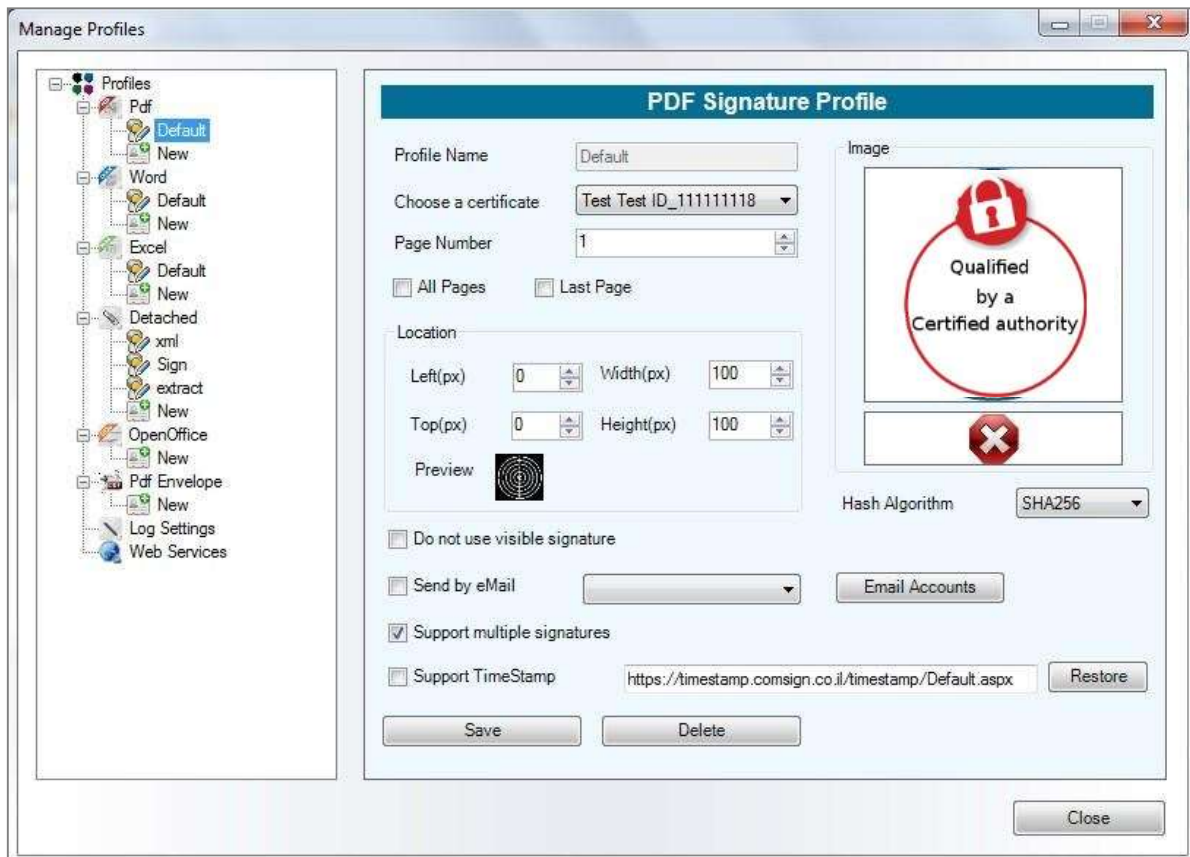 Manage Profiles
Profiles
Pdf
Default
New
Word
Default
New
Excel
Default
New
Detached
xml
Sign
extract
New
OpenOffice
New
Pdf Envelope
New
Log Settings
Web Services
PDF Signature Profile
Profile Name Default
Choose a certificate Test Test ID_111111118
Page Number 1
All Pages Last Page
Location
Left(px) 0 Width(px) 100
Top(px) 0 Height(px) 100
Preview
Image
Qualified
by a
Certified authority
Hash Algorithm SHA256
Do not use visible signature
Send by eMail Email Accounts
Support multiple signatures
Support TimeStamp https://timestamp.comsign.co.il/timestamp/Default.aspx Restore
Save Delete
Close